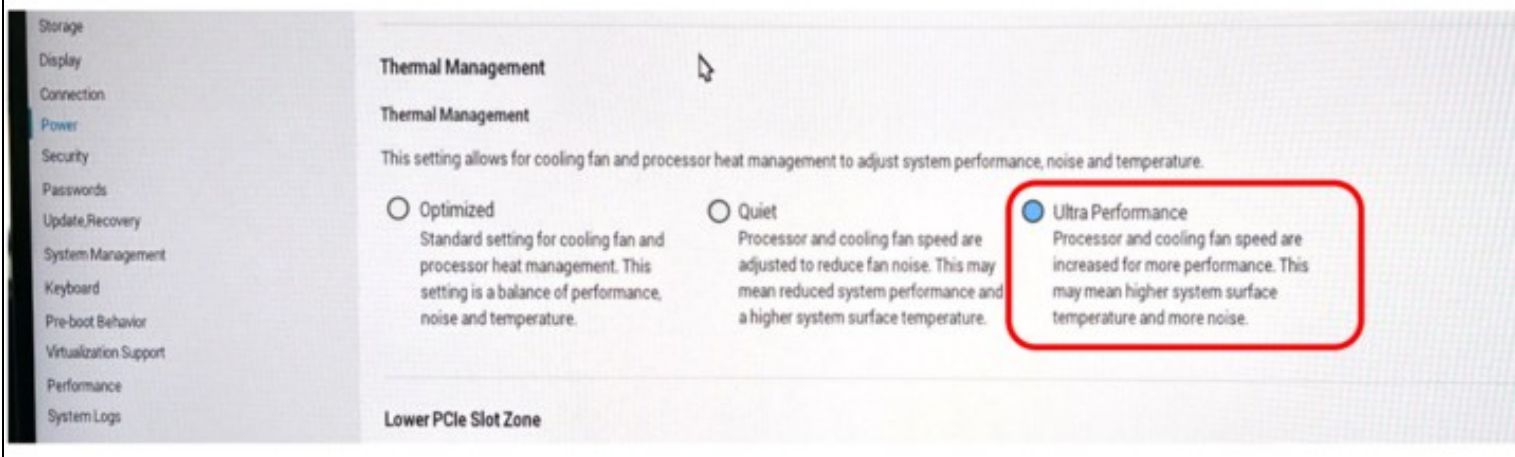 Storage
Display
Connection
Power
Security
Passwords
Update,Recovery
System Management
Keyboard
Pre-boot Behavior
Virtualization Support
Performance
System Logs
Thermal Management
Thermal Management
This setting allows for cooling fan and processor heat management to adjust system performance, noise and temperature.
Optimized
Standard setting for cooling fan and
processor heat management. This
setting is a balance of performance,
noise and temperature.
Quiet
Processor and cooling fan speed are
adjusted to reduce fan noise. This may
mean reduced system performance and
a higher system surface temperature.
Ultra Performance
Processor and cooling fan speed are
increased for more performance. This
may mean higher system surface
temperature and more noise.
Lower PCIe Slot Zone